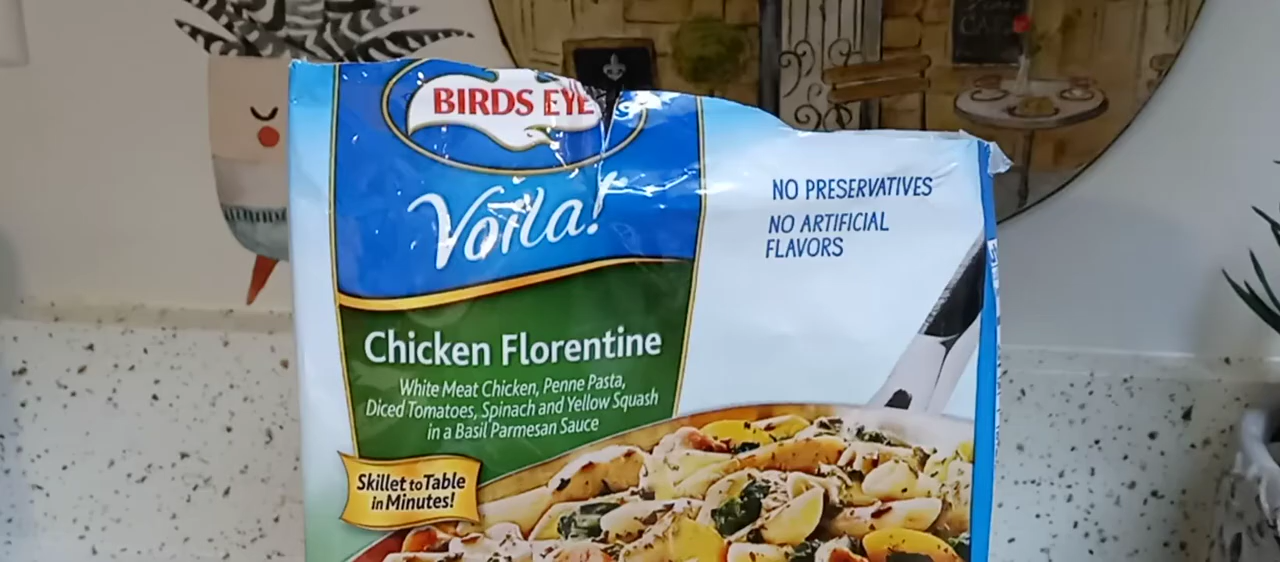 BIRDS EYE
Voila!
NO PRESERVATIVES
NO ARTIFICIAL
FLAVORS
Chicken Florentine
White Meat Chicken, Penne Pasta,
Diced Tomatoes, Spinach and Yellow Squash
in a Basil Parmesan Sauce
Skillet to Table
in Minutes!